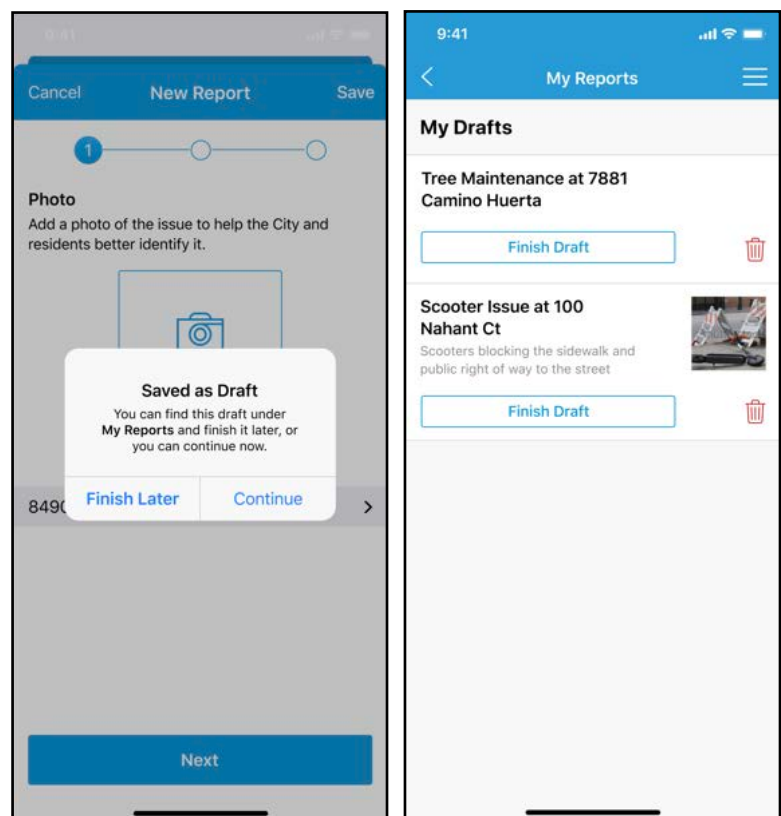 9:41
Cancel New Report Save
1
Photo
Add a photo of the issue to help the City and
residents better identify it.
Saved as Draft
You can find this draft under
My Reports and finish it later, or
you can continue now.
Finish Later Continue
849
Next
9:41
My Reports
My Drafts
Tree Maintenance at 7881
Camino Huerta
Finish Draft
Scooter Issue at 100
Nahant Ct
Scooters blocking the sidewalk and
public right of way to the street
Finish Draft